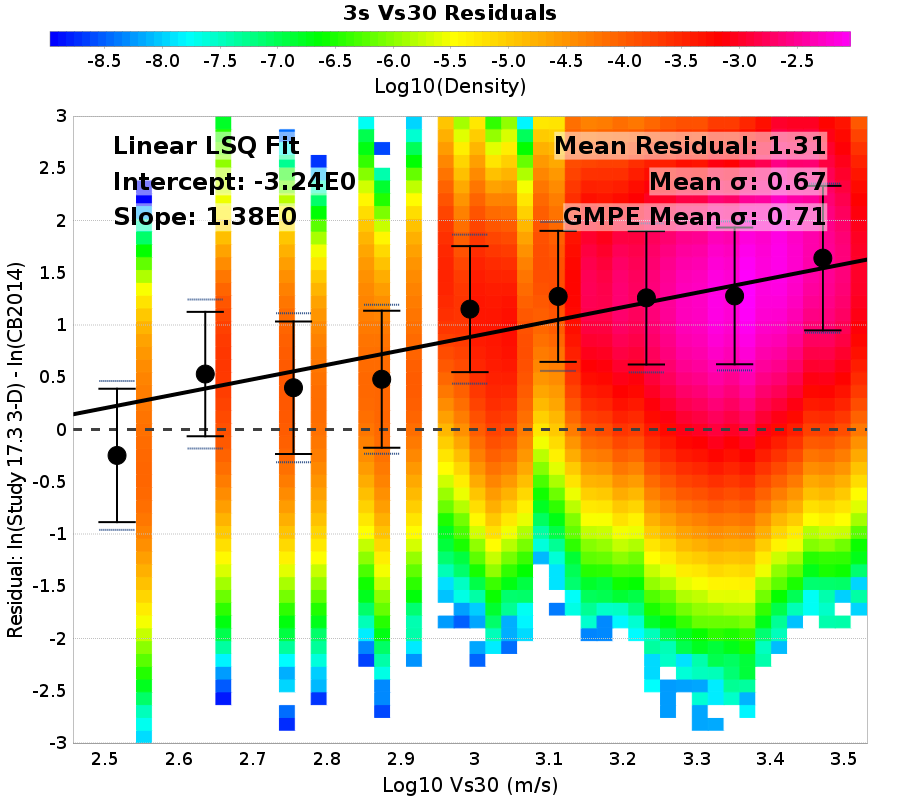 3s Vs30 Residuals
-8.5 -8.0 -7.5 -7.0 -6.5 -6.0 -5.5 -5.0 -4.5 -4.0 -3.5 -3.0 -2.5
Log10(Density)
Linear LSQ Fit
Intercept: -3.24E0
Slope: 1.38E0
Mean Residual: 1.31
Mean σ: 0.67
GMPE Mean σ: 0.71
Residual: ln(Study 17.3 3-D) - ln(CB2014)
3
2.5
2
1.5
1
0.5
0
-0.5
-1
-1.5
-2
-2.5
-3
2.5 2.6 2.7 2.8 2.9 3 3.1 3.2 3.3 3.4 3.5
Log10 Vs30 (m/s)